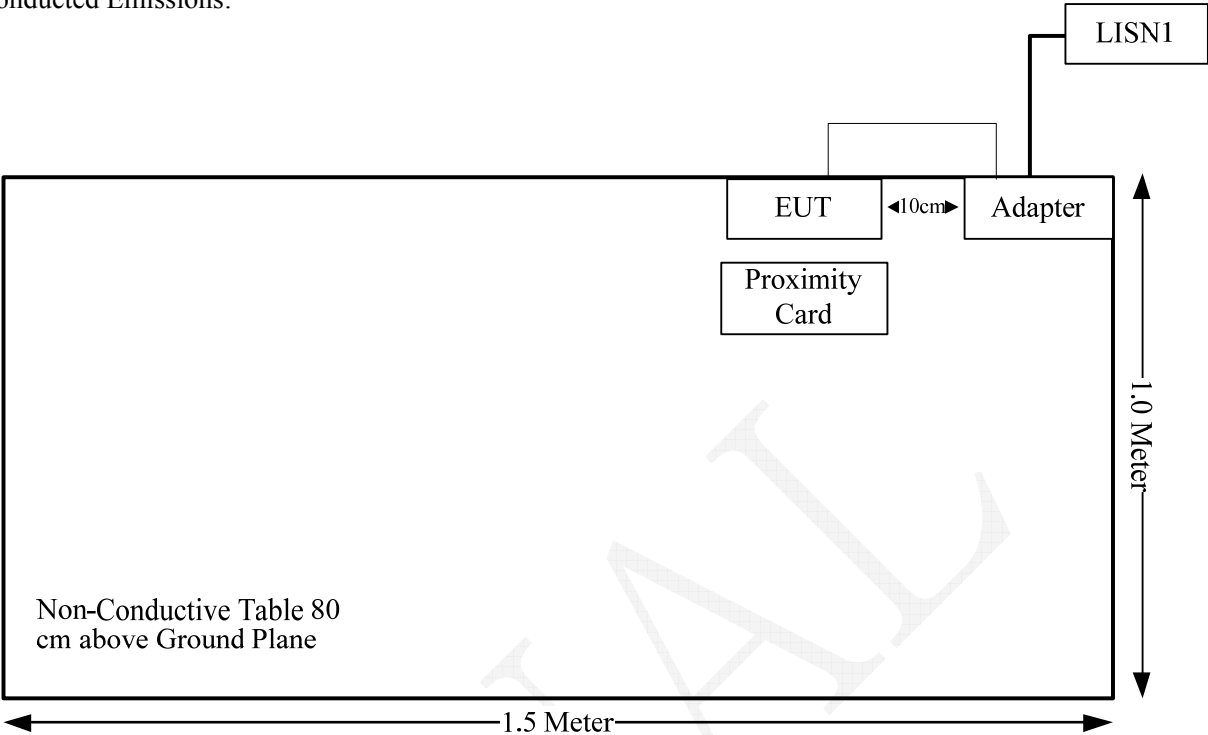 onducted Emissions:
LISN1
EUT
10cm
Adapter
Proximity
Card
1.0 Meter
Non-Conductive Table 80
cm above Ground Plane
1.5 Meter